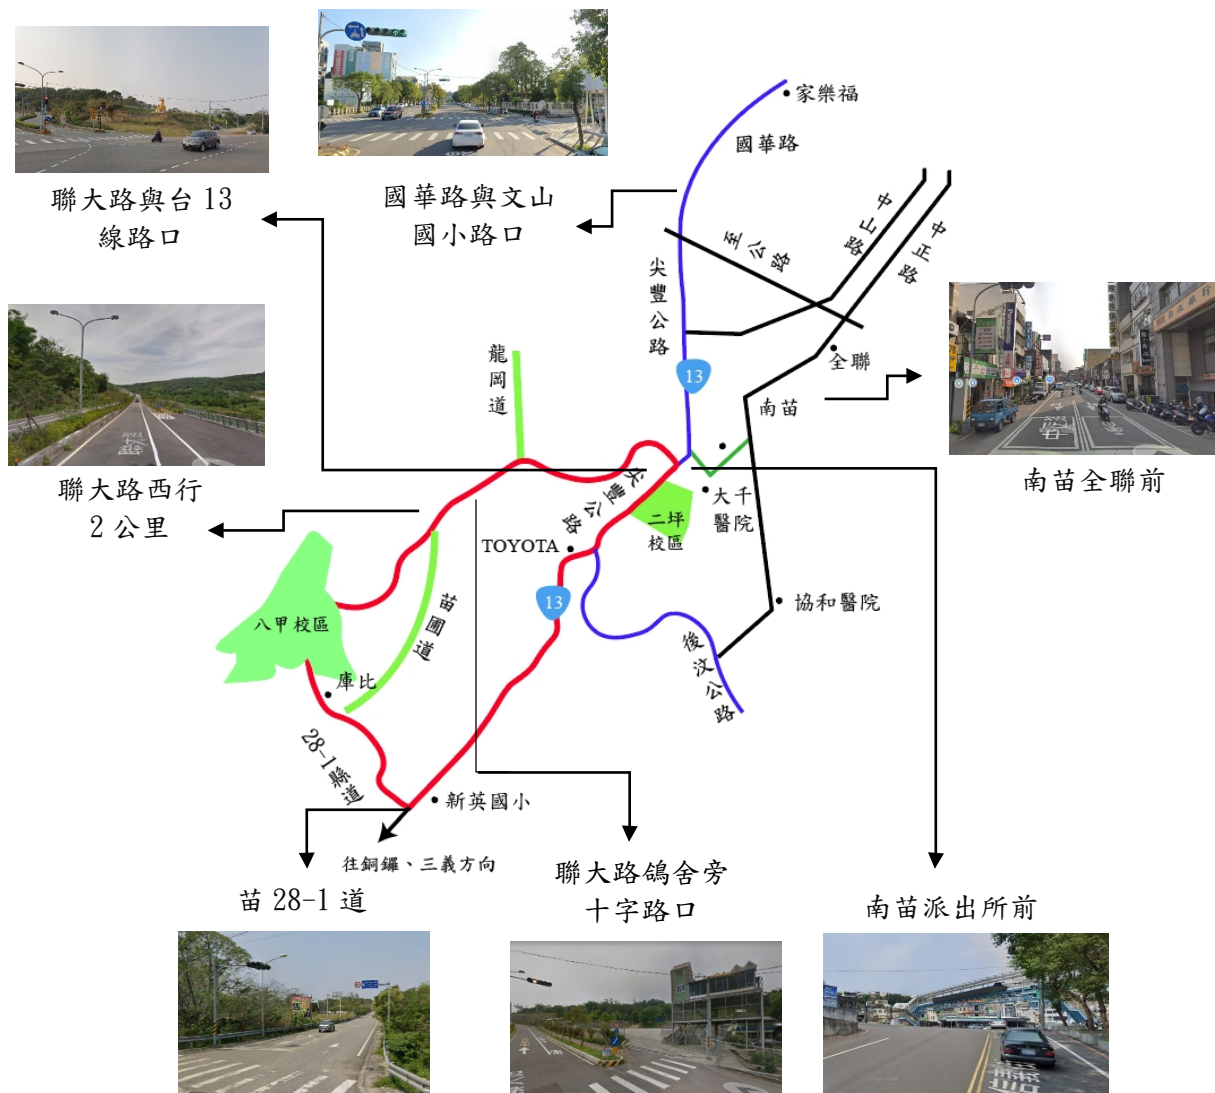 家樂福
國華路
聯大路與台13
線路口
國華路與文山
國小路口
中山路
中正路
至公路
尖豐公路
龍岡道
13
全聯
南苗
Panasonic
南苗全聯前
聯大路西行
2公里
尖豐公路
大千
醫院
二坪
校區
TOYOTA
13
協和醫院
八甲校區
苗圃道
後汶公路
庫比
28-1縣道
新英國小
往銅鑼、三義方向
聯大路鴿舍旁
十字路口
苗28-1道
南苗派出所前